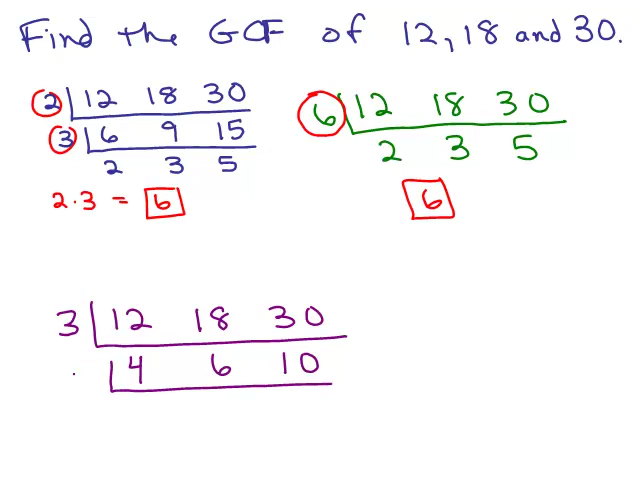 Find the GCF of 12, 18 and 30.
2 12 18 30
3 6 9 15
2 3 5
2 · 3 = 6
6 12 18 30
2 3 5
6
3 12 18 30
4 6 10